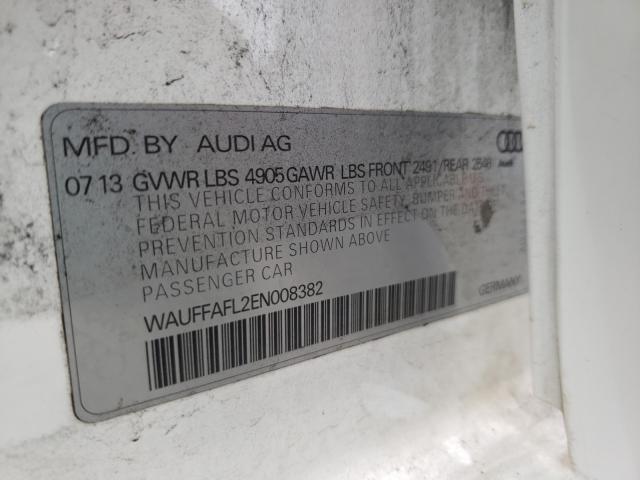 MFD. BY AUDI AG
07 13 GVWR LBS 4905 GAWR LBS FRONT 2491/REAR 2546
THIS VEHICLE CONFORMS TO ALL APPLICABLE
FEDERAL MOTOR VEHICLE SAFETY, BUMPER AND THEFT
PREVENTION STANDARDS IN EFFECT ON THE DATE OF
MANUFACTURE SHOWN ABOVE
PASSENGER CAR
WAUFFAFL2EN008382
Audi
GERMANY